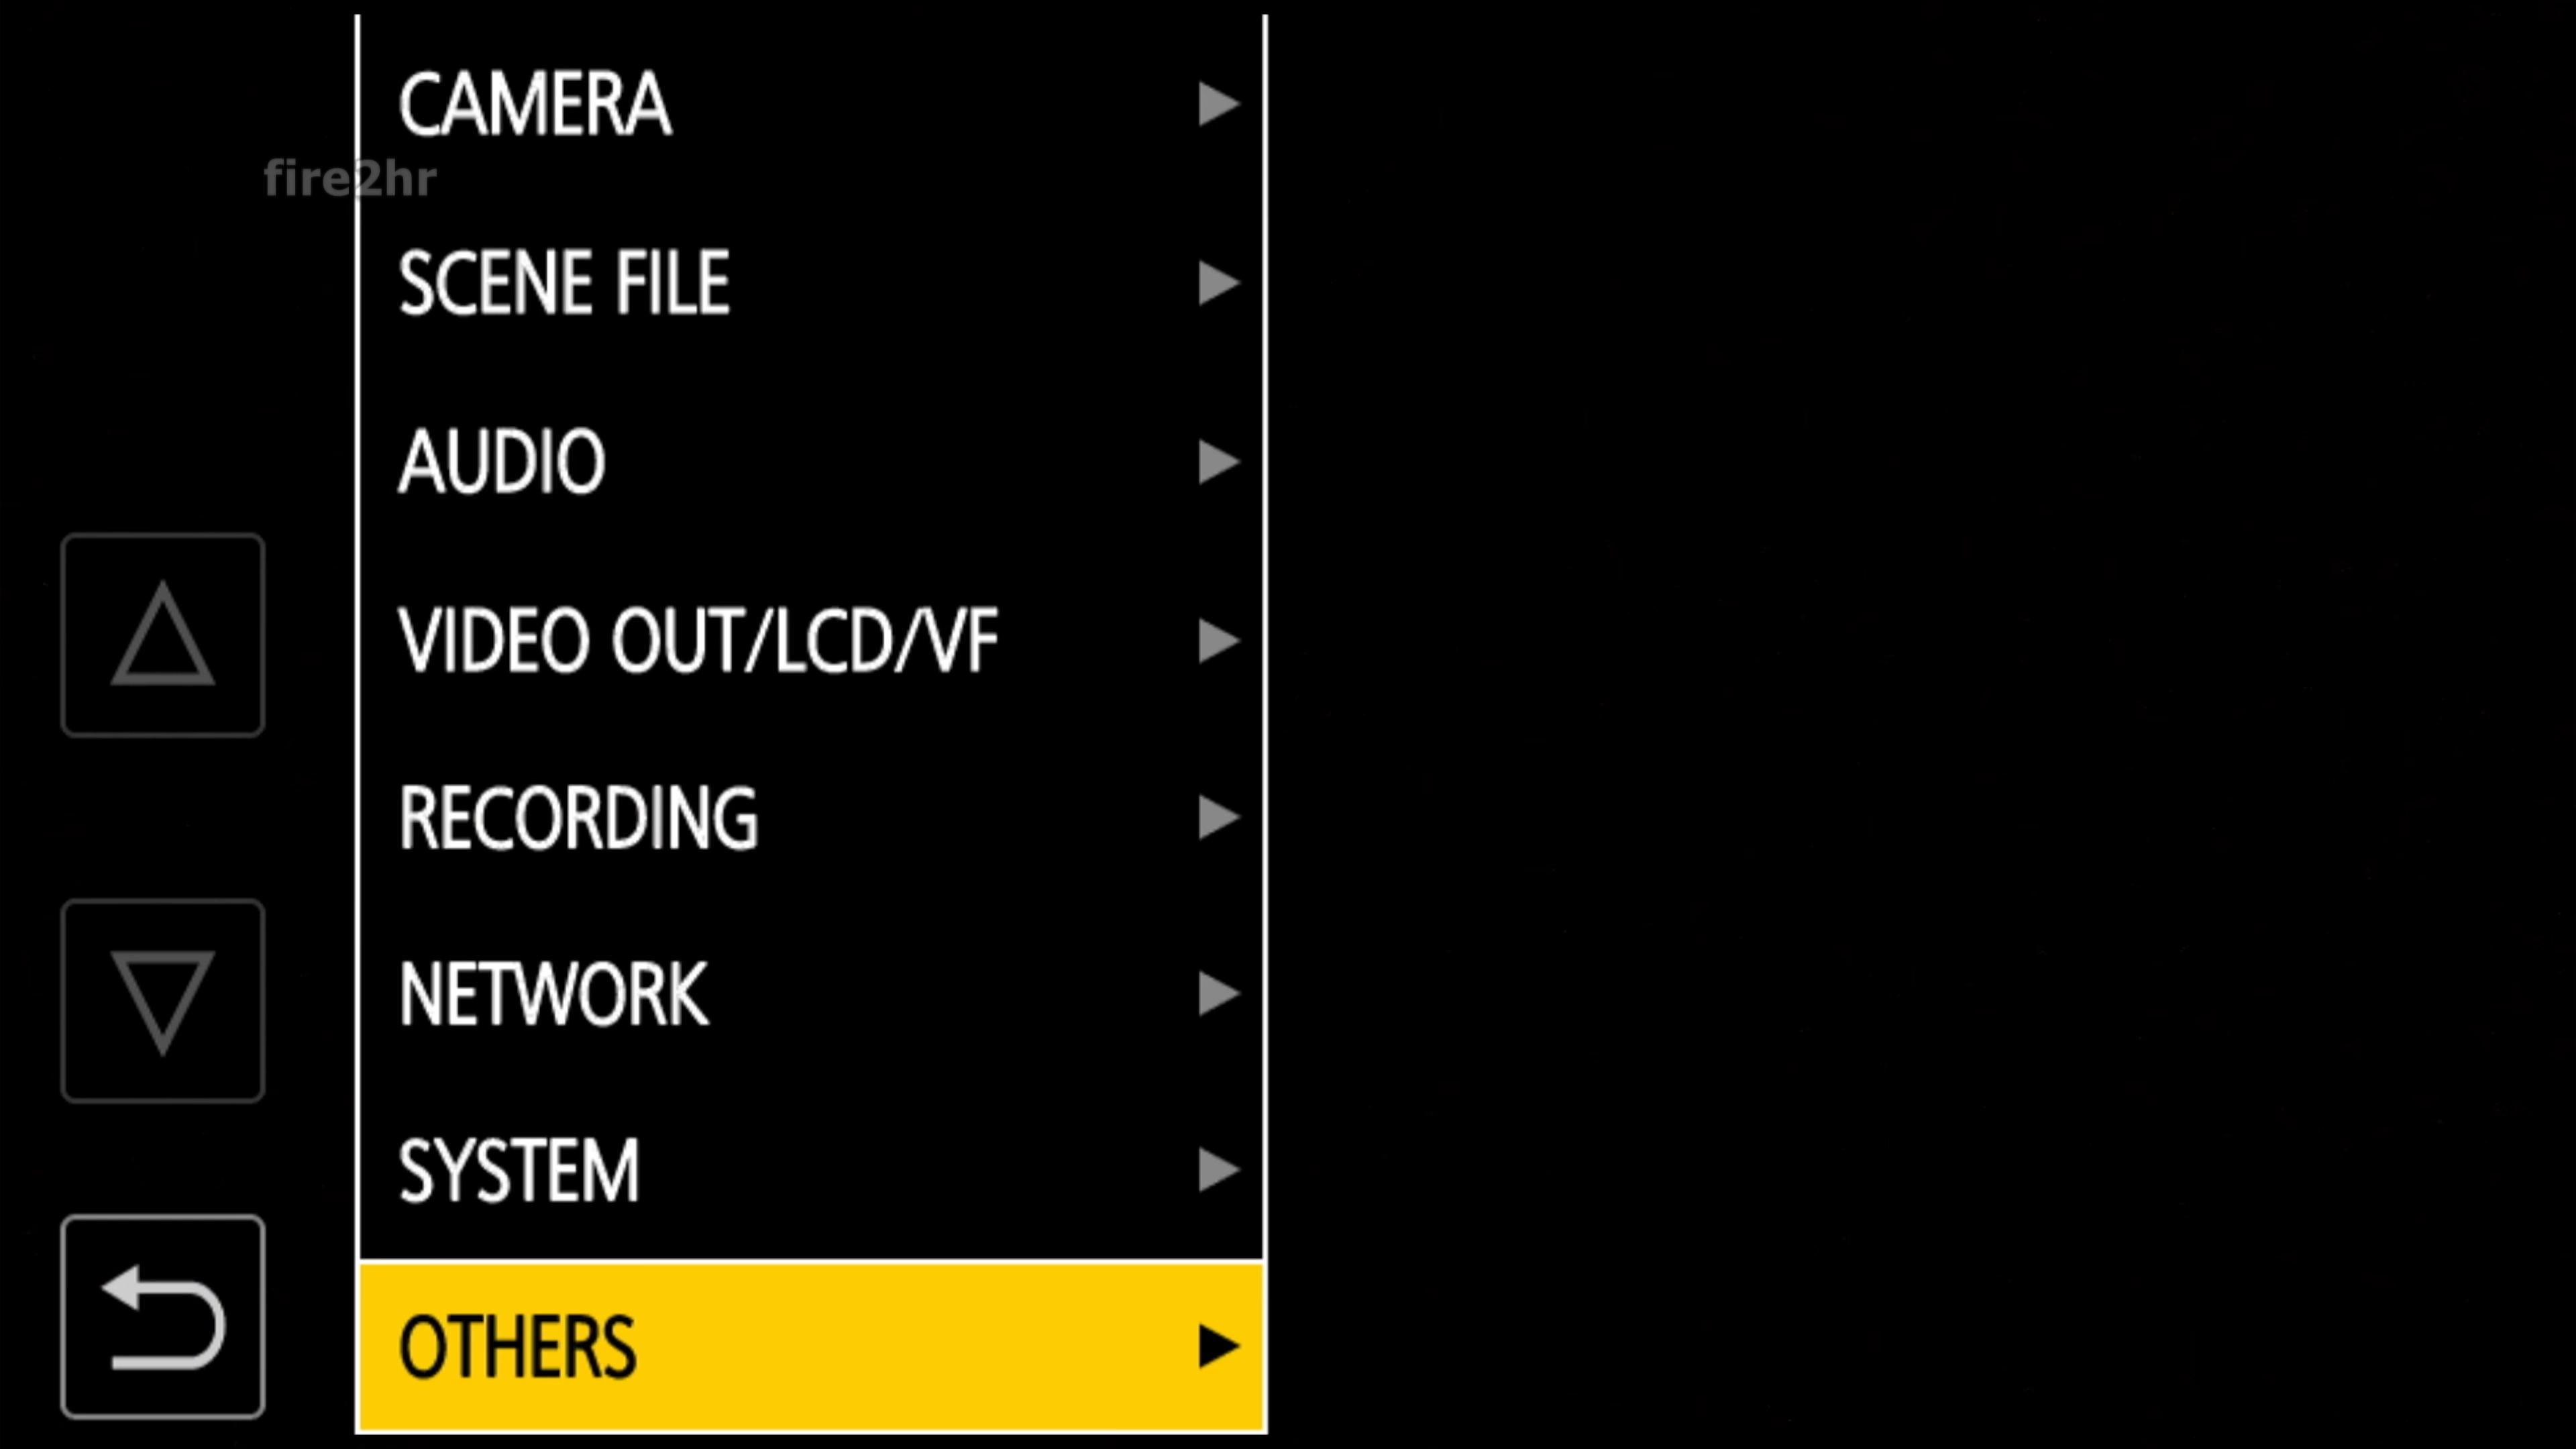 CAMERA
fire2hr
SCENE FILE
AUDIO
VIDEO OUT/LCD/VF
RECORDING
NETWORK
SYSTEM
OTHERS